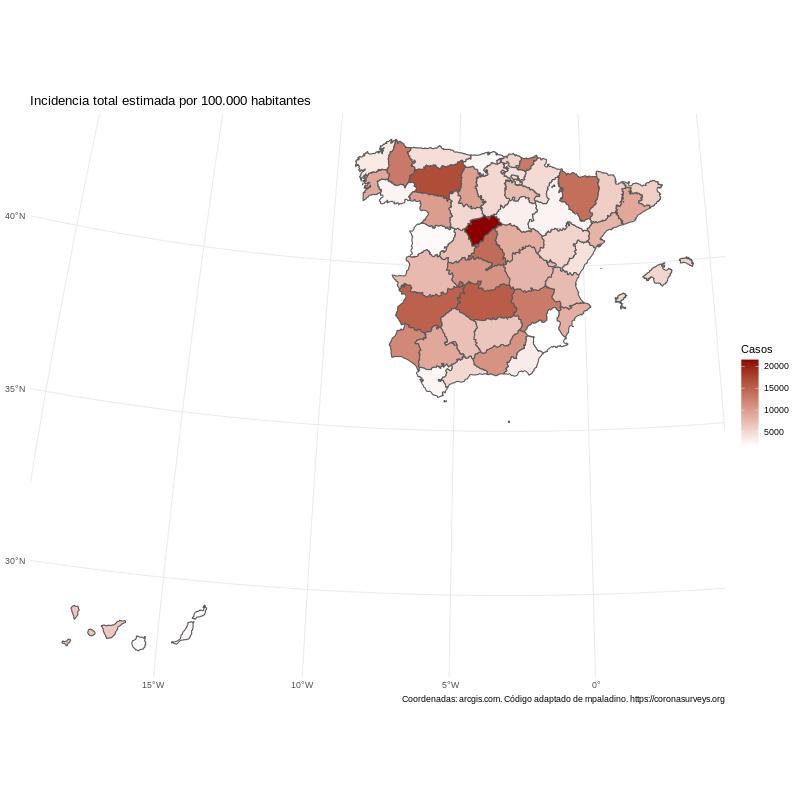 Incidencia total estimada por 100.000 habitantes
40°N
35°N
30°N
15°W
10°W
5°W
0°
Casos
20000
15000
10000
5000
Coordenadas: arcgis.com. Código adaptado de mpaladino. https://coronasurveys.org